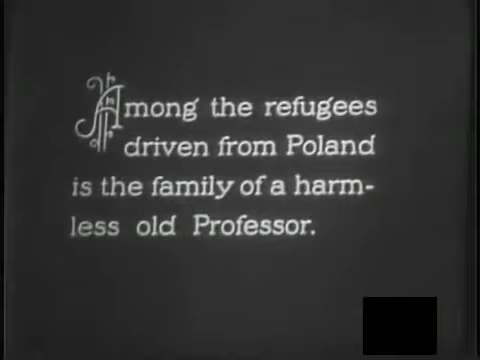 Among the refugees
driven from Poland
is the family of a harm-
less old Professor.